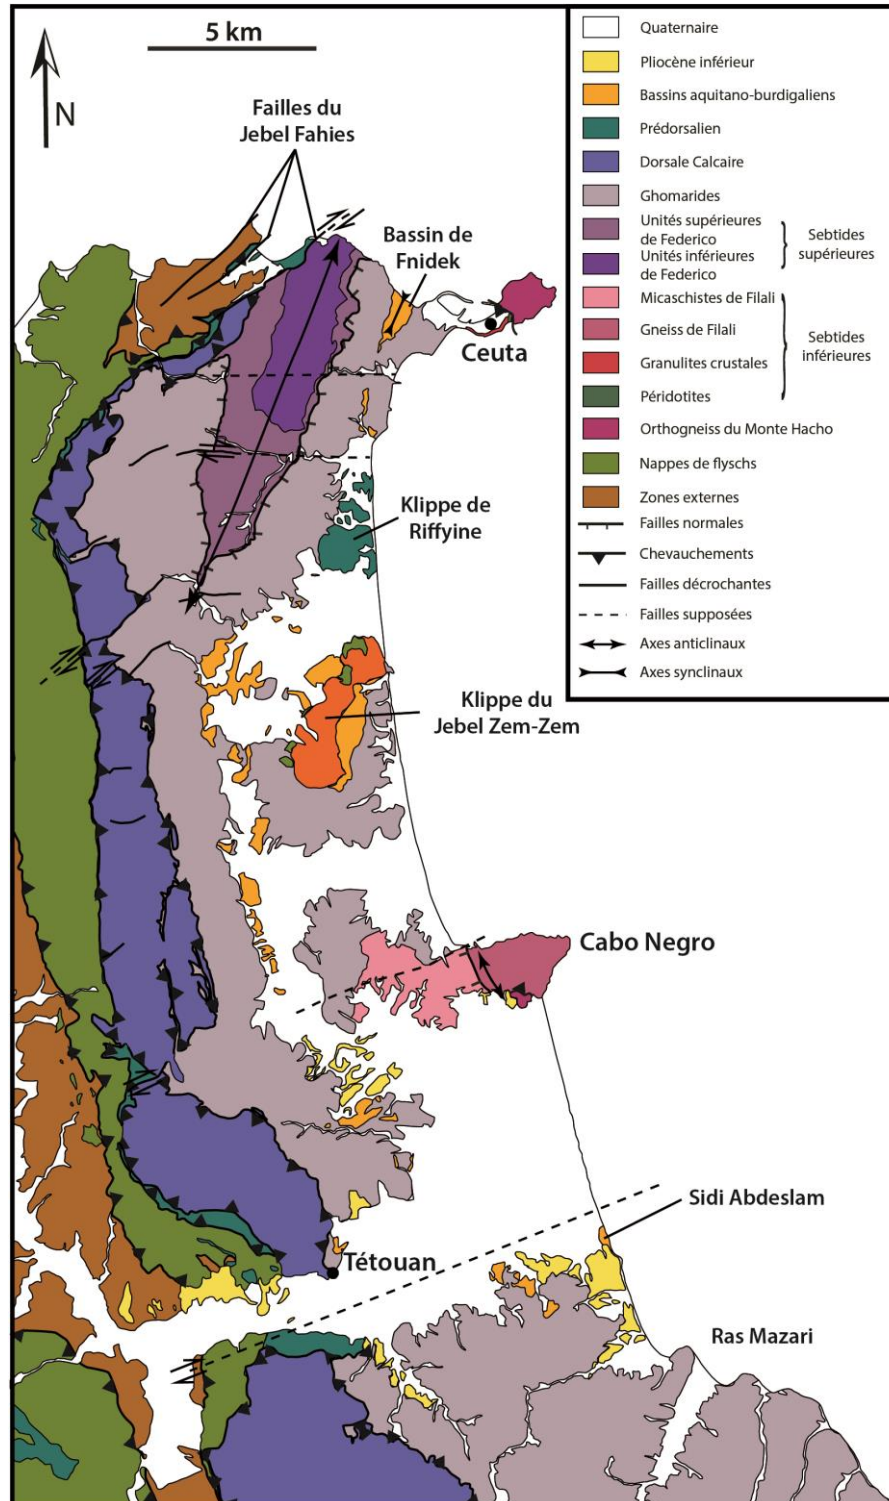 5 km
N
Failles du
Jebel Fahies
Bassin de
Fnidek
Ceuta
Klippe de
Riffyine
Klippe du
Jebel Zem-Zem
Cabo Negro
Sidi Abdeslam
Tétouan
Ras Mazari
Quaternaire
Pliocène inférieur
Bassins aquitano-burdigaliens
Prédorsalien
Dorsale Calcaire
Ghomarides
Unités supérieures
de Federico
Unités inférieures
de Federico
Sebtides
supérieures
Micaschistes de Filali
Gneiss de Filali
Granulites crustales
Péridotites
Sebtides
inférieures
Orthogneiss du Monte Hacho
Nappes de flyschs
Zones externes
Failles normales
Chevauchements
Failles décrochantes
Failles supposées
Axes anticlinaux
Axes synclinaux